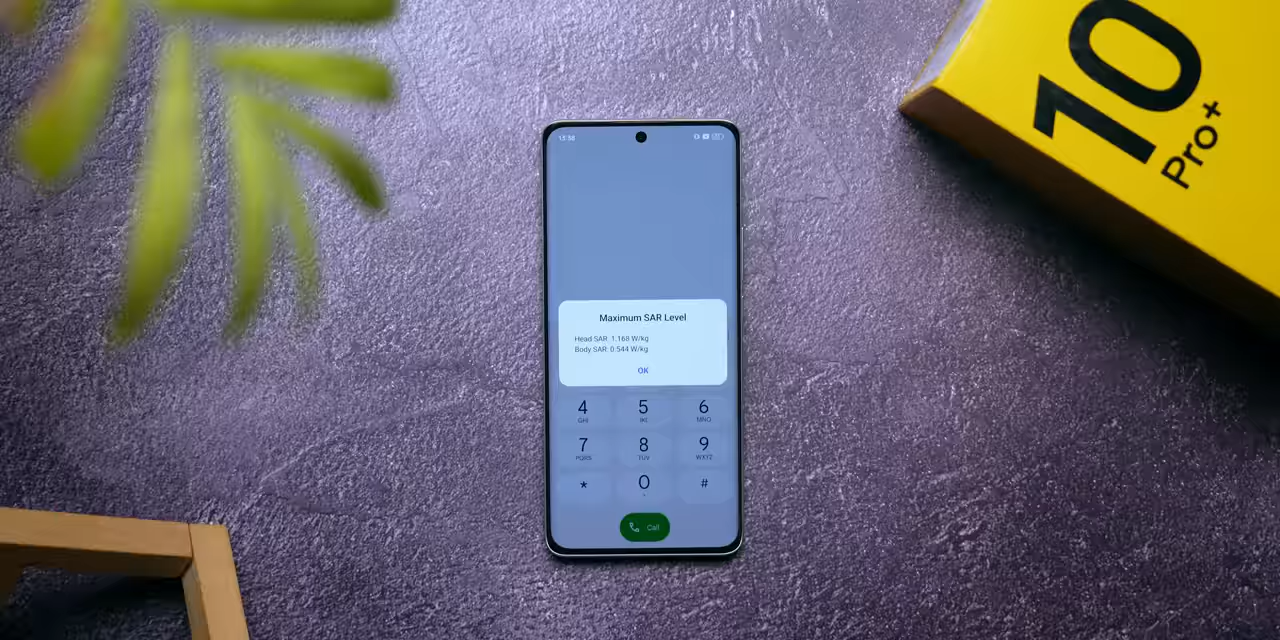 13:38
10
Pro+
Maximum SAR Level
Head SAR: 1.168 W/kg
Body SAR: 0.544 W/kg
OK
4 5 6
GHI JKL MNO
7 8 9
PQRS TUV WXYZ
* 0 #
Call